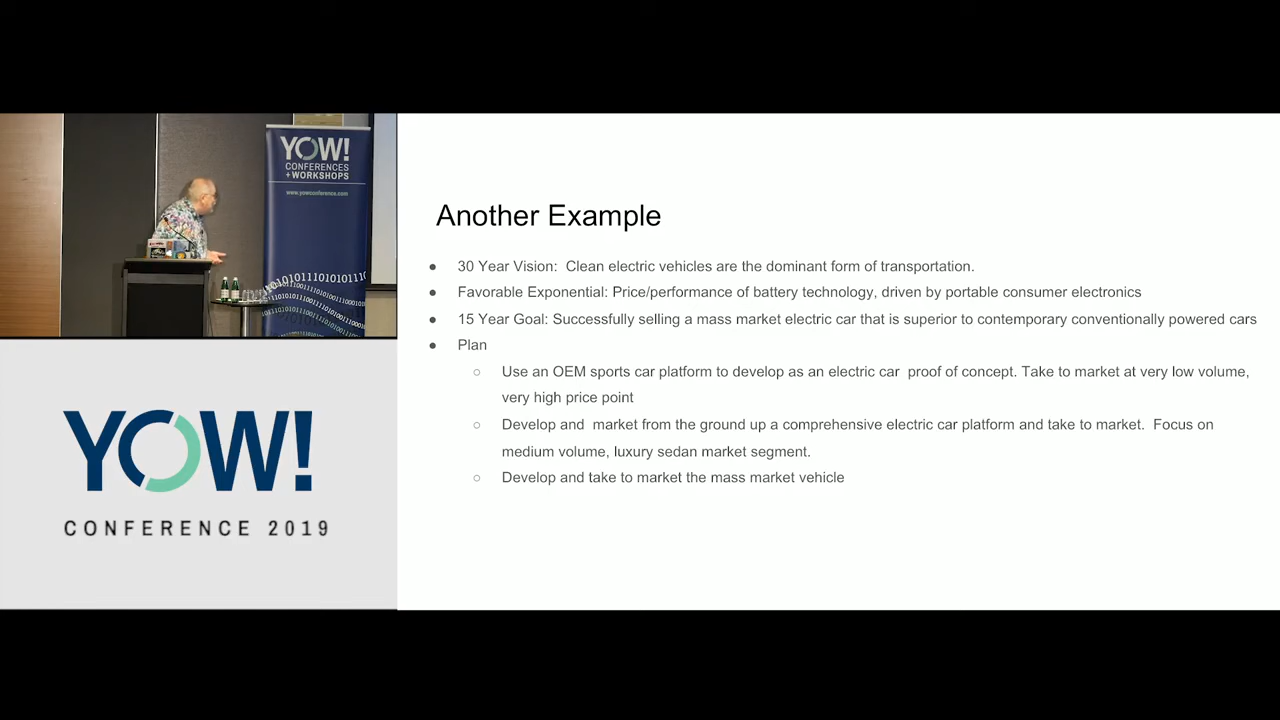 YOW!
CONFERENCES
+WORKSHOPS
www.yowconference.com
YOW!
CONFERENCE 2019
Another Example
● 30 Year Vision:  Clean electric vehicles are the dominant form of transportation.
● Favorable Exponential: Price/performance of battery technology, driven by portable consumer electronics
● 15 Year Goal: Successfully selling a mass market electric car that is superior to contemporary conventionally powered cars
● Plan
○ Use an OEM sports car platform to develop as an electric car  proof of concept. Take to market at very low volume,
very high price point
○ Develop and  market from the ground up a comprehensive electric car platform and take to market.  Focus on
medium volume, luxury sedan market segment.
○ Develop and take to market the mass market vehicle